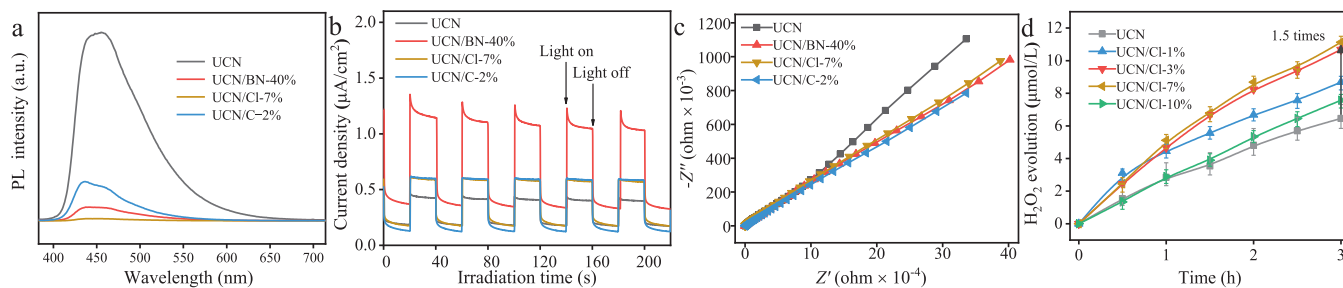 a
PL intensity (a.u.)
UCN
UCN/BN-40%
UCN/Cl-7%
UCN/C−2%
400 450 500 550 600 650 700
Wavelength (nm)
b
Current density (μA/cm²)
2.0
1.5
1.0
0.5
0.0
UCN
UCN/BN-40%
UCN/Cl-7%
UCN/C-2%
Light on
Light off
0 40 80 120 160 200
Irradiation time (s)
c
-Z′′ (ohm × 10⁻³)
1200
1000
800
600
400
200
0
UCN
UCN/BN-40%
UCN/Cl-7%
UCN/C-2%
0 10 20 30 40
Z′ (ohm × 10⁻⁴)
d
H₂O₂ evolution (μmol/L)
12
10
8
6
4
2
0
UCN
UCN/Cl-1%
UCN/Cl-3%
UCN/Cl-7%
UCN/Cl-10%
1.5 times
0 1 2 3
Time (h)